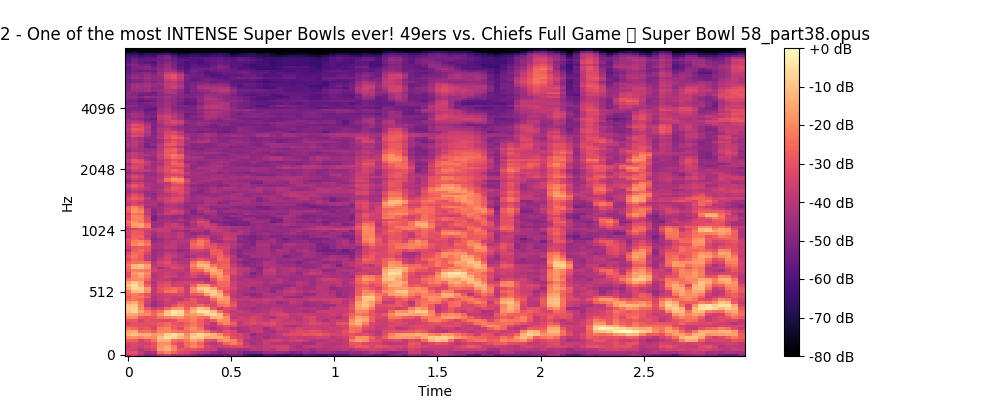 2 - One of the most INTENSE Super Bowls ever! 49ers vs. Chiefs Full Game ▯ Super Bowl 58_part38.opus
+0 dB
4096
-10 dB
-20 dB
2048
-30 dB
Hz
1024
-40 dB
-50 dB
512
-60 dB
-70 dB
0
-80 dB
0 0.5 1 1.5 2 2.5
Time